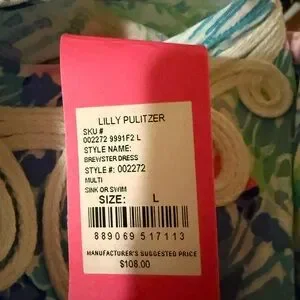 LILLY PULITZER
SKU #
002272 9991F2 L
STYLE NAME:
BREWSTER DRESS
STYLE #: 002272
MULTI
SINK OR SWIM
SIZE: L
889069 517113
MANUFACTURER'S SUGGESTED PRICE
$108.00